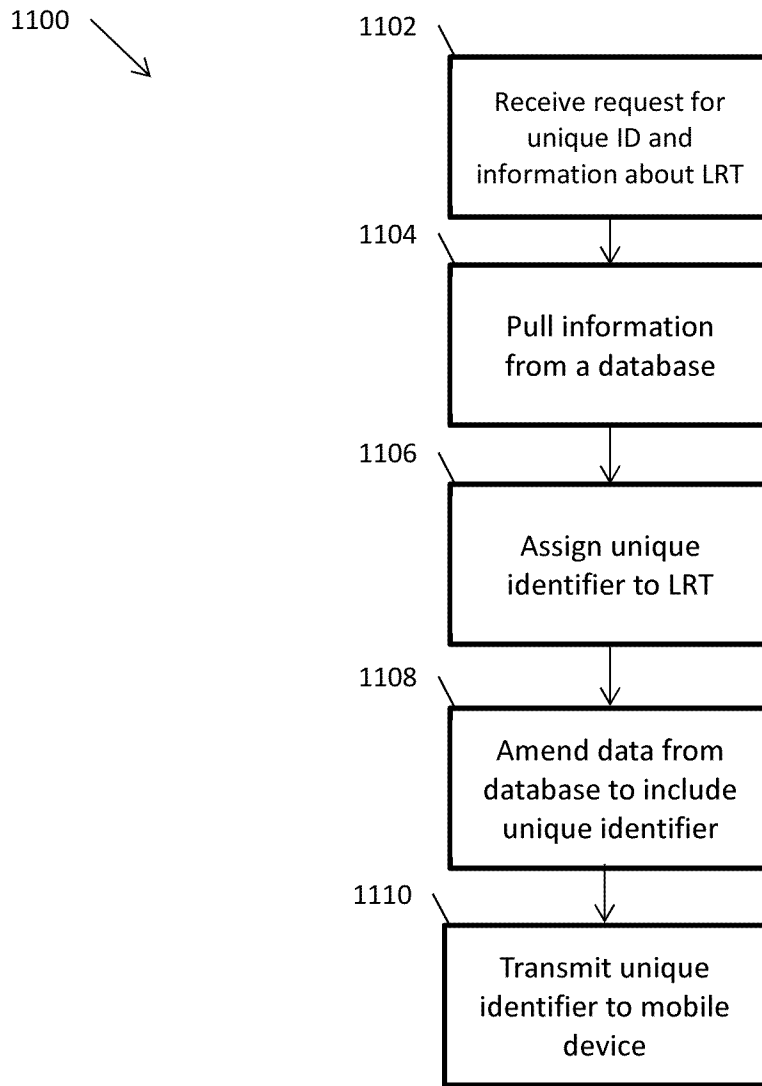 1100
1102
Receive request for
unique ID and
information about LRT
1104
Pull information
from a database
1106
Assign unique
identifier to LRT
1108
Amend data from
database to include
unique identifier
1110
Transmit unique
identifier to mobile
device